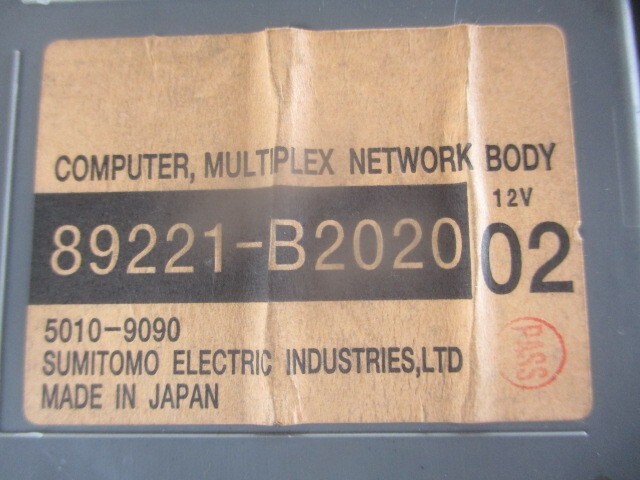 COMPUTER, MULTIPLEX NETWORK BODY
12V
89221-B2020 02
5010-9090
SUMITOMO ELECTRIC INDUSTRIES,LTD
MADE IN JAPAN
PASS